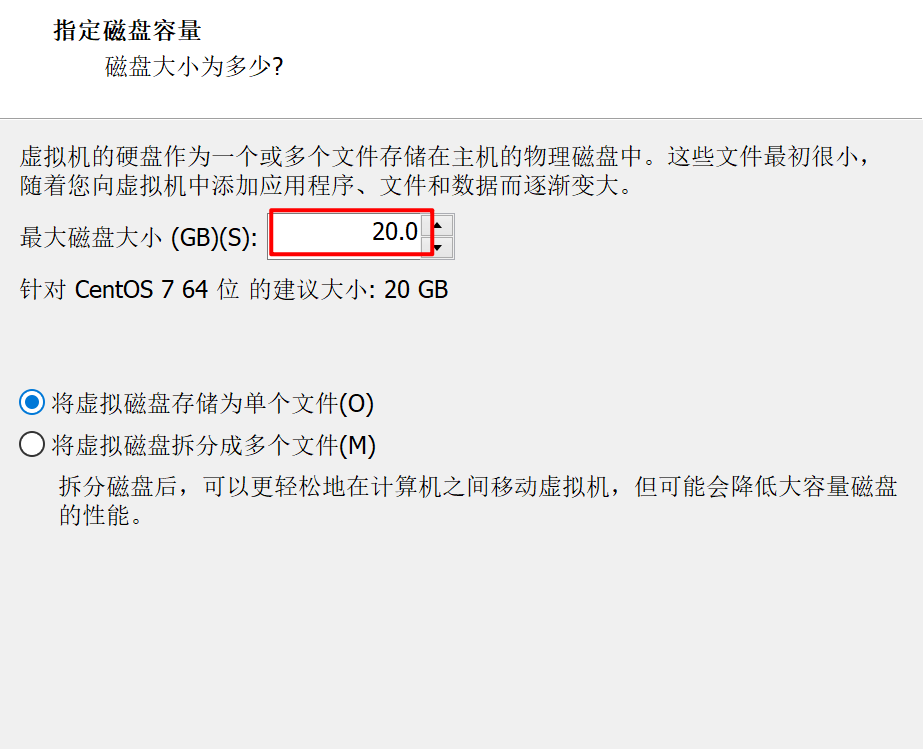 指定磁盘容量
磁盘大小为多少?
虚拟机的硬盘作为一个或多个文件存储在主机的物理磁盘中。这些文件最初很小，
随着您向虚拟机中添加应用程序、文件和数据而逐渐变大。
最大磁盘大小 (GB)(S): 20.0
针对 CentOS 7 64 位 的建议大小: 20 GB
将虚拟磁盘存储为单个文件(O)
将虚拟磁盘拆分成多个文件(M)
拆分磁盘后，可以更轻松地在计算机之间移动虚拟机，但可能会降低大容量磁盘
的性能。